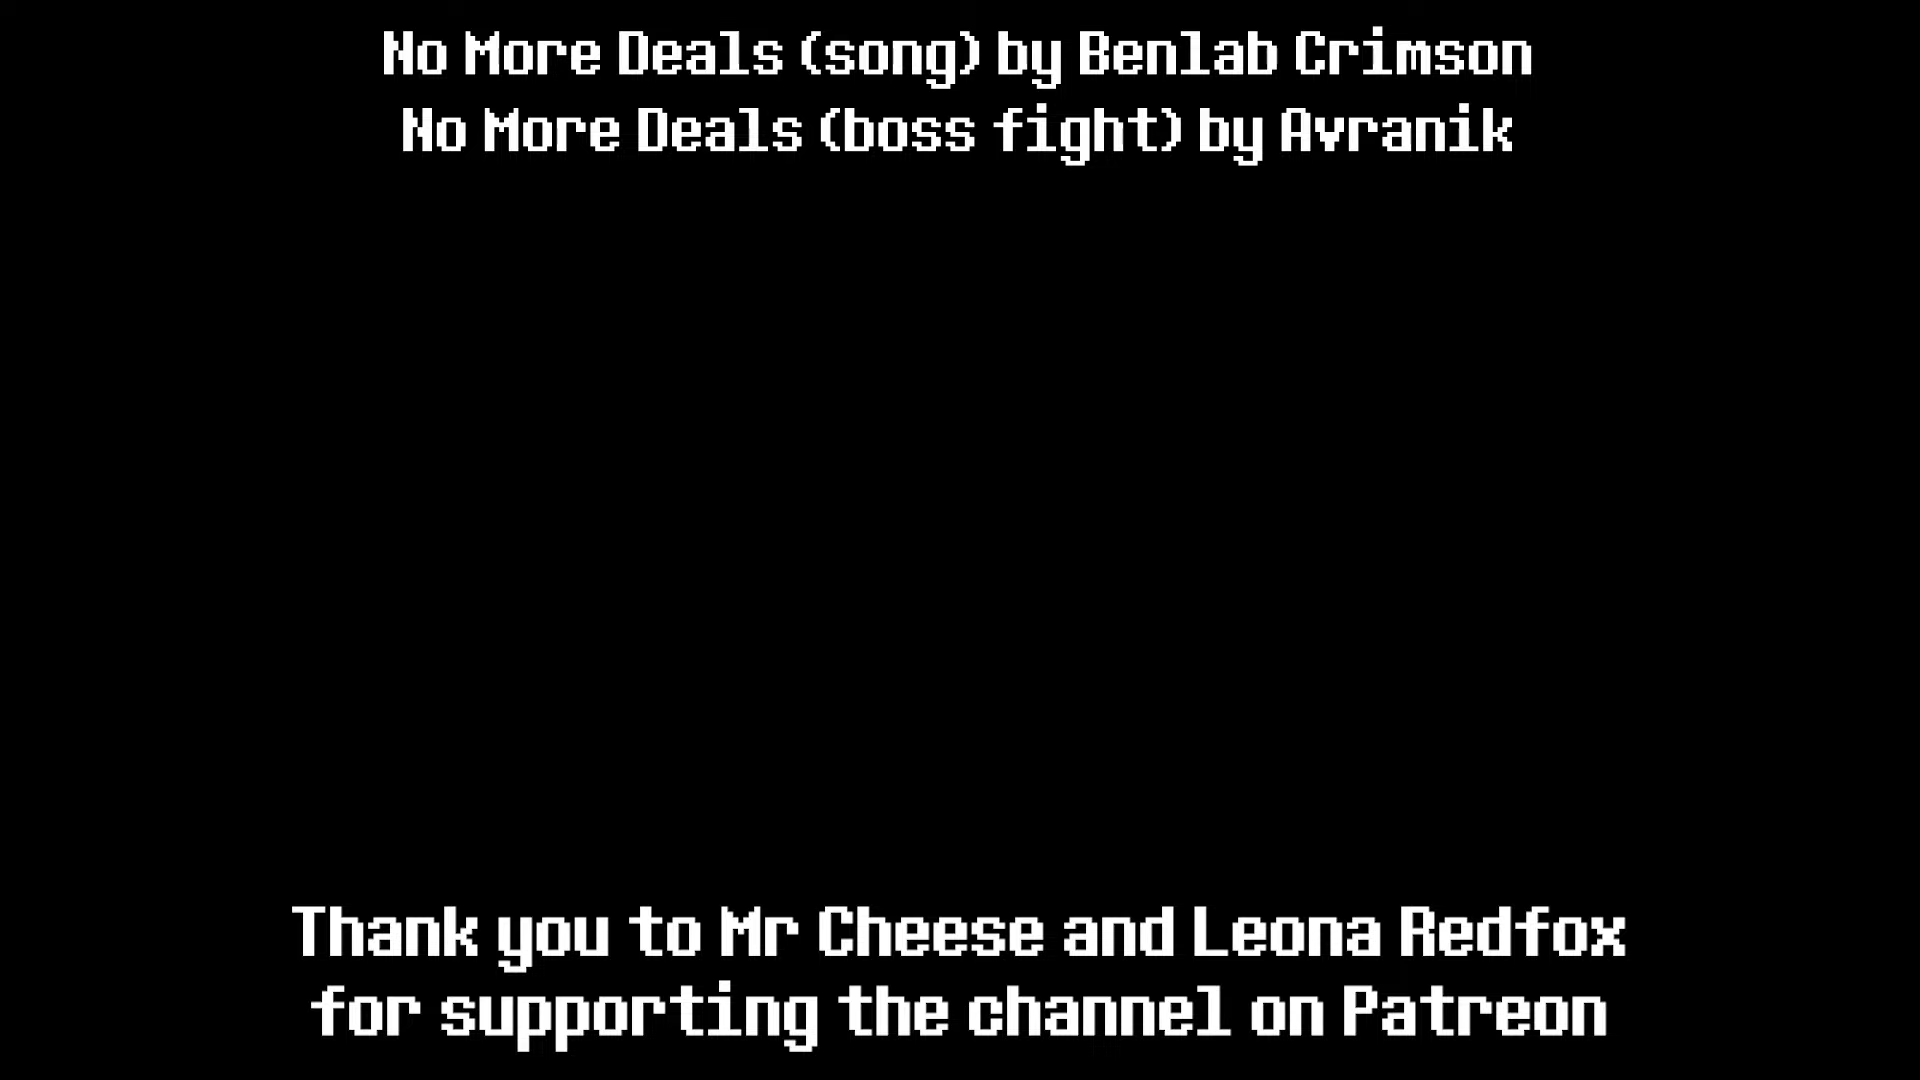 No More Deals (song) by Benlab Crimson
No More Deals (boss fight) by Avranik
Thank you to Mr Cheese and Leona Redfox
for supporting the channel on Patreon